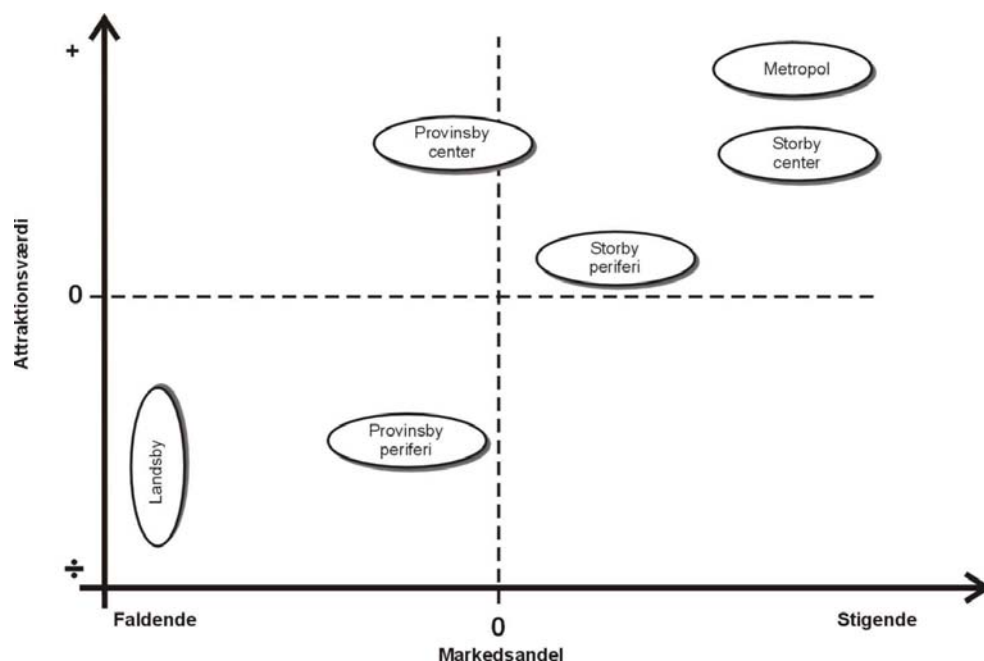 +
Metropol
Provinsby
center
Storby
center
Storby
periferi
Attraktionsværdi
0
Provinsby
periferi
Landsby
÷
Faldende
0
Stigende
Markedsandel